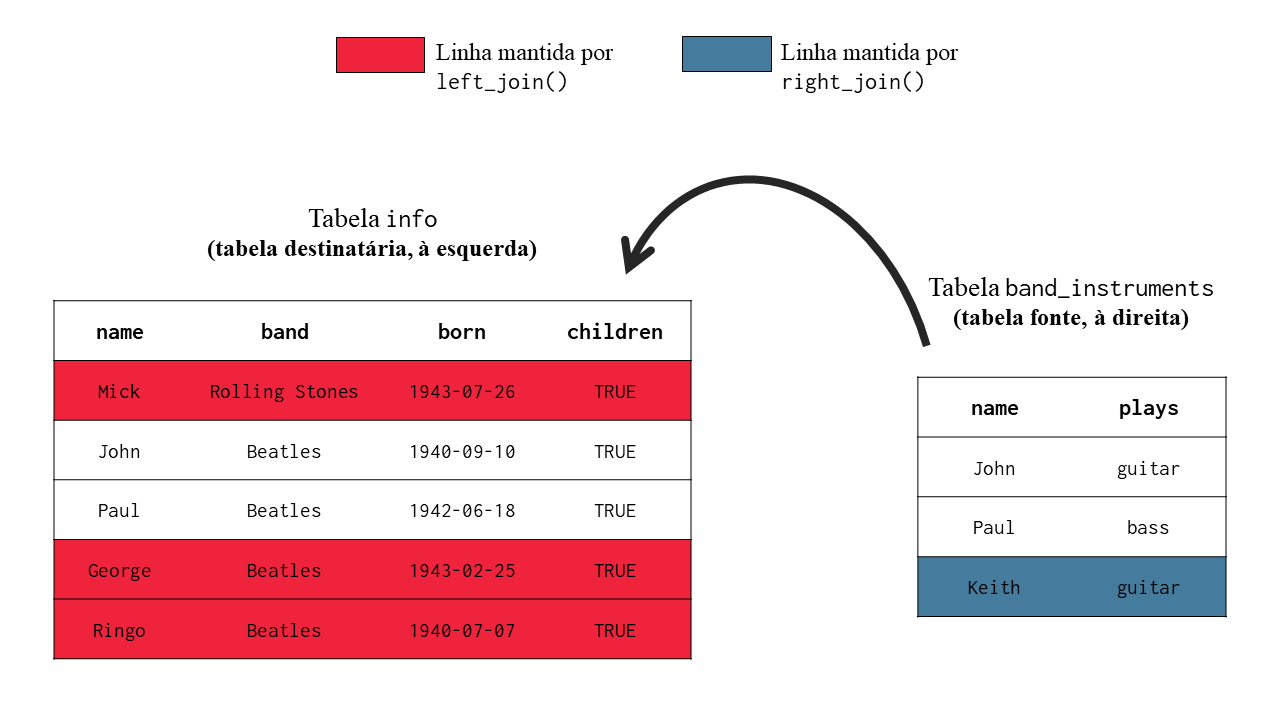 Linha mantida por
left_join()
Linha mantida por
right_join()
Tabela info
(tabela destinatária, à esquerda)
Tabela band_instruments
(tabela fonte, à direita)
name band born children
Mick Rolling Stones 1943-07-26 TRUE
John Beatles 1940-09-10 TRUE
Paul Beatles 1942-06-18 TRUE
George Beatles 1943-02-25 TRUE
Ringo Beatles 1940-07-07 TRUE
name plays
John guitar
Paul bass
Keith guitar